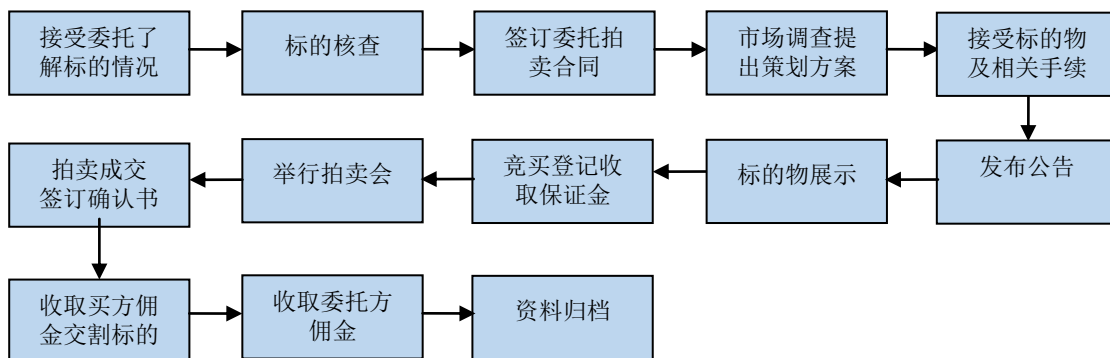 接受委托了
解标的情况
标的核查
签订委托拍
卖合同
市场调查提
出策划方案
接受标的物
及相关手续
发布公告
标的物展示
竞买登记收
取保证金
举行拍卖会
拍卖成交
签订确认书
收取买方佣
金交割标的
收取委托方
佣金
资料归档